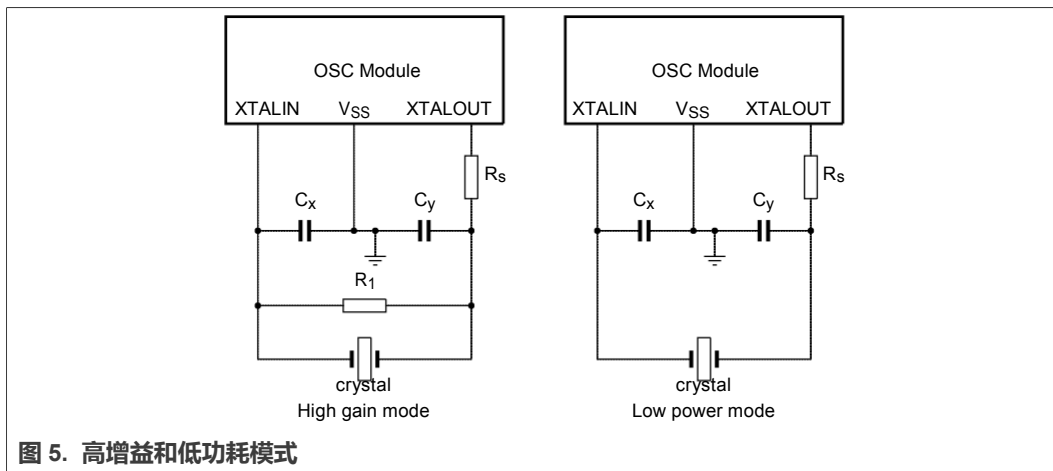 OSC Module
XTALIN VSS XTALOUT
Rs
Cx Cy
R1
crystal
High gain mode
OSC Module
XTALIN VSS XTALOUT
Rs
Cx Cy
crystal
Low power mode
图 5. 高增益和低功耗模式